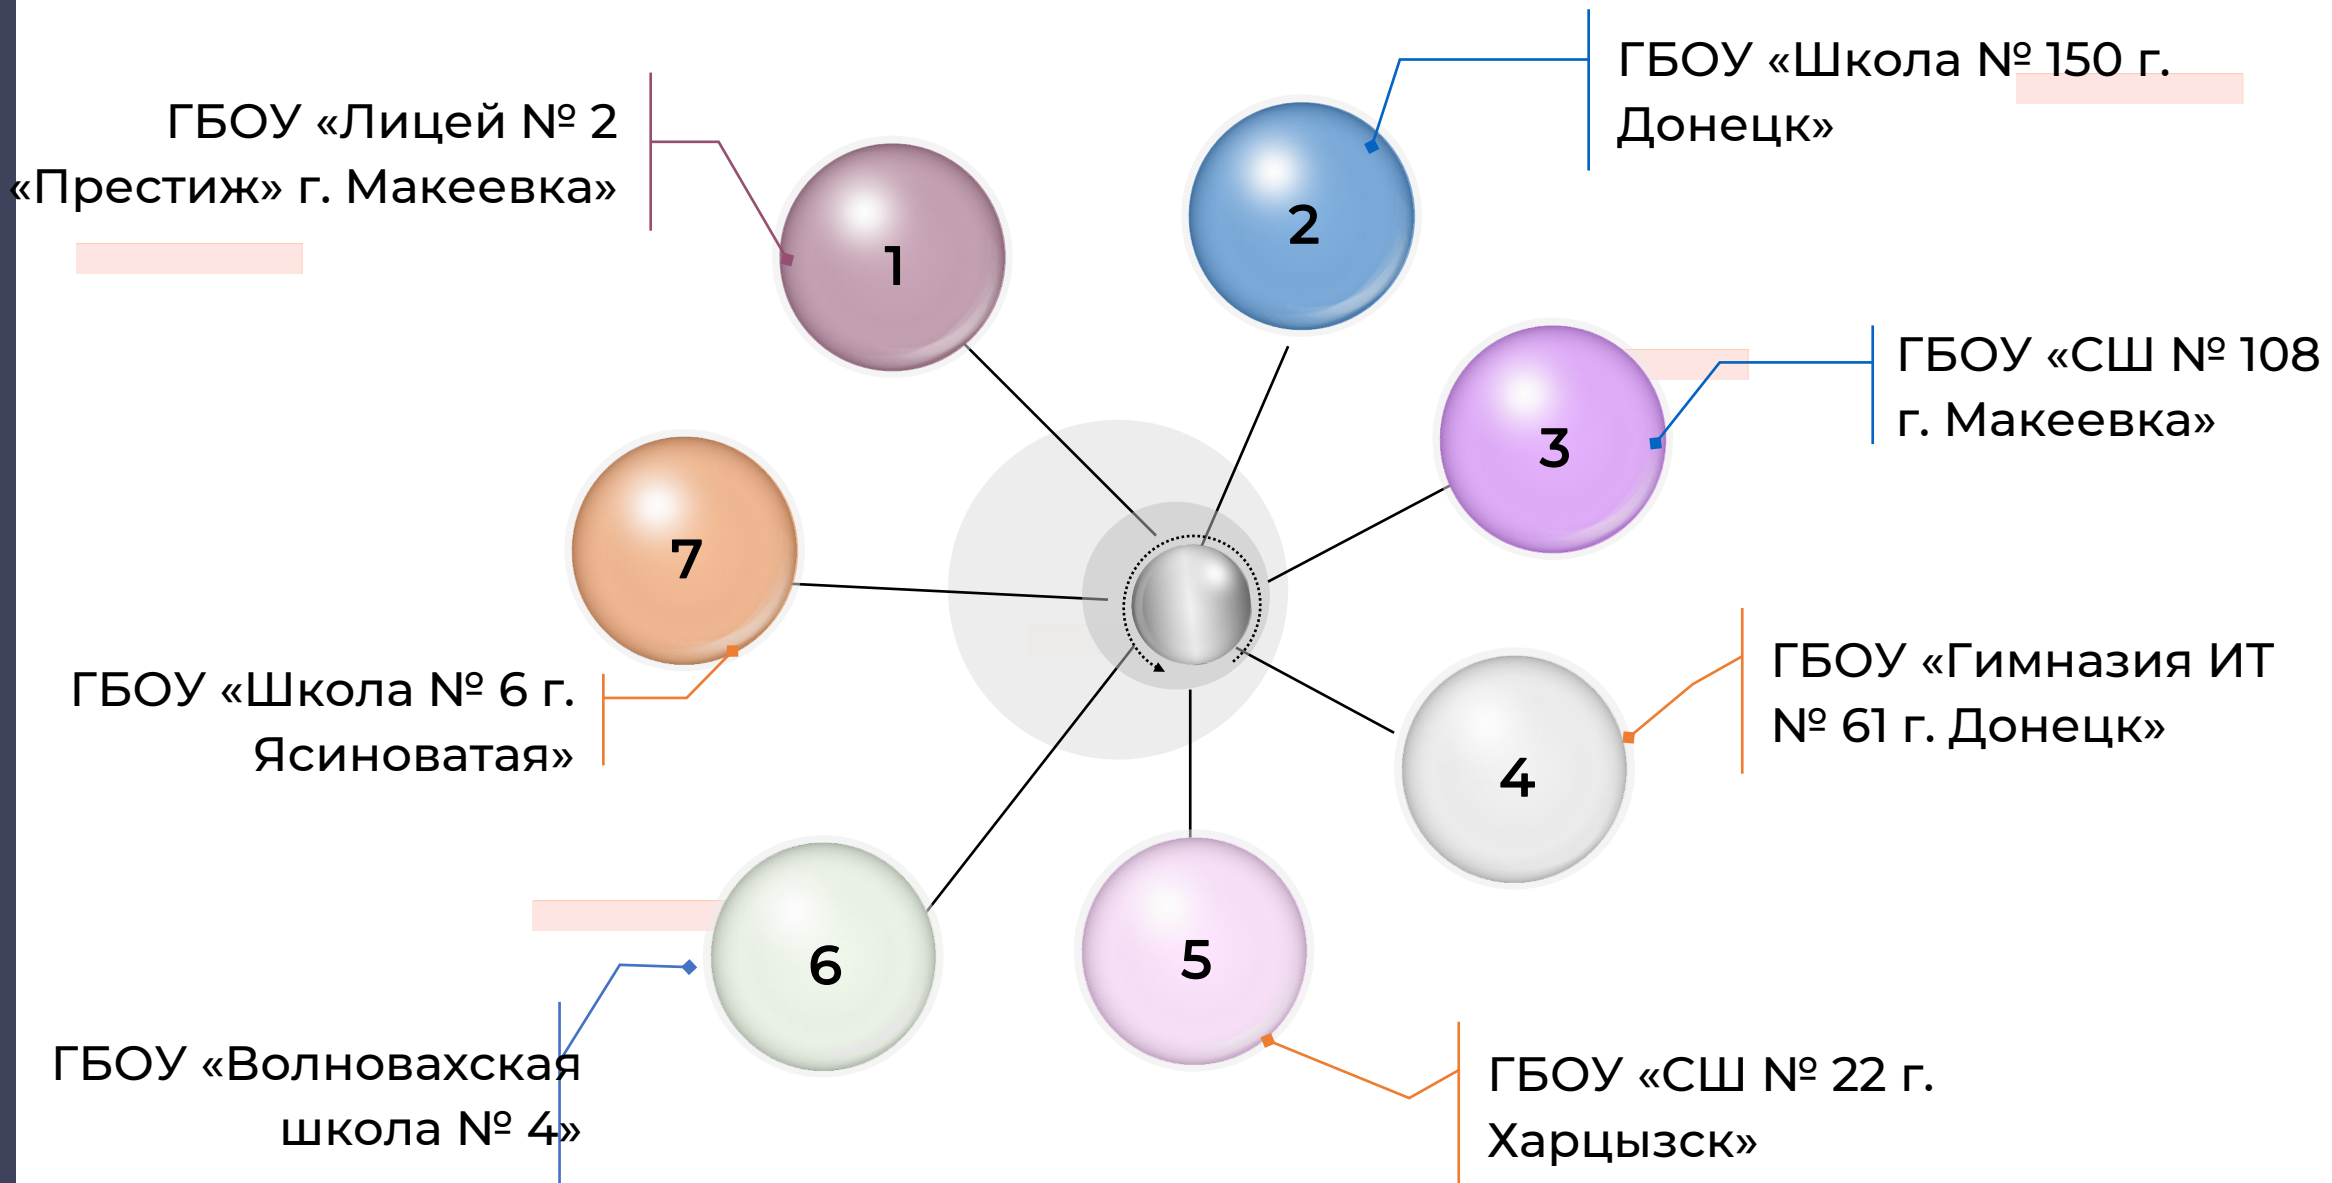 ГБОУ «Лицей № 2
«Престиж» г. Макеевка»
1
2
ГБОУ «Школа № 150 г.
Донецк»
3
ГБОУ «СШ № 108
г. Макеевка»
4
ГБОУ «Гимназия ИТ
№ 61 г. Донецк»
5
ГБОУ «СШ № 22 г.
Харцызск»
6
ГБОУ «Волновахская
школа № 4»
7
ГБОУ «Школа № 6 г.
Ясиноватая»